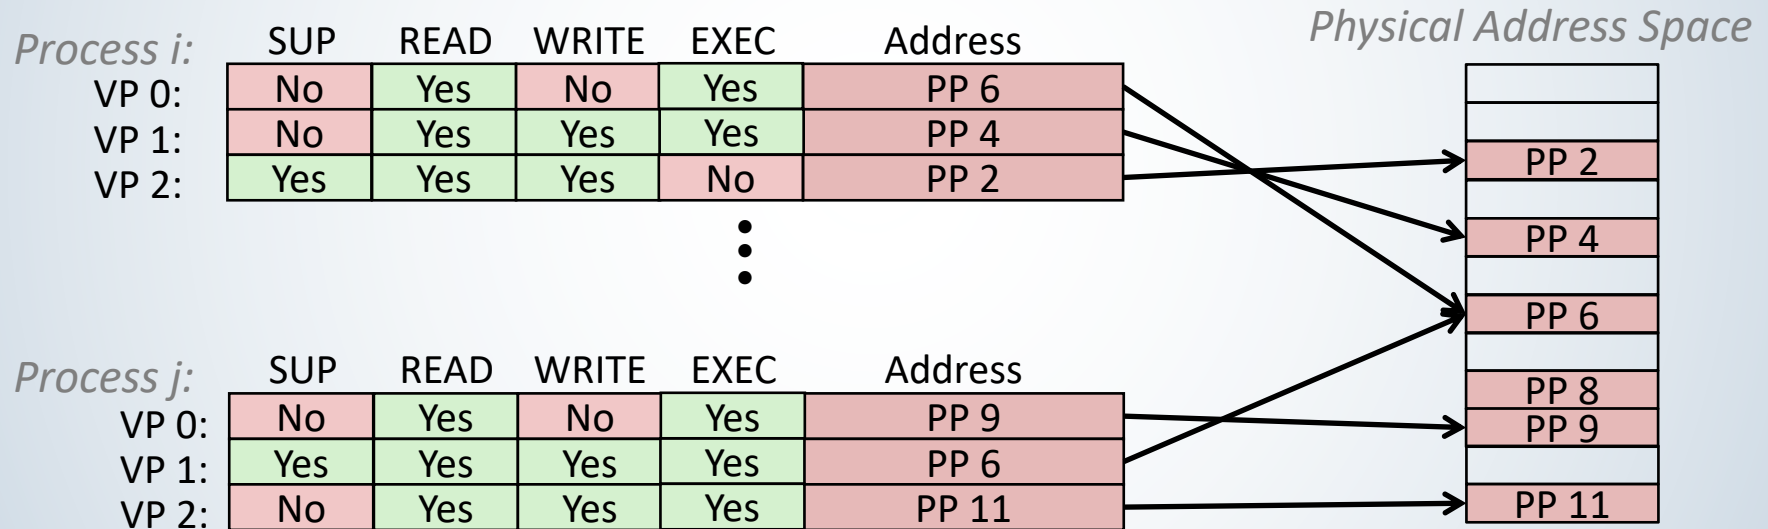 Physical Address Space
Process i: SUP READ WRITE EXEC Address
VP 0: No Yes No Yes PP 6
VP 1: No Yes Yes Yes PP 4
VP 2: Yes Yes Yes No PP 2
PP 2
PP 4
PP 6
PP 8
PP 9
PP 11
Process j: SUP READ WRITE EXEC Address
VP 0: No Yes No Yes PP 9
VP 1: Yes Yes Yes Yes PP 6
VP 2: No Yes Yes Yes PP 11